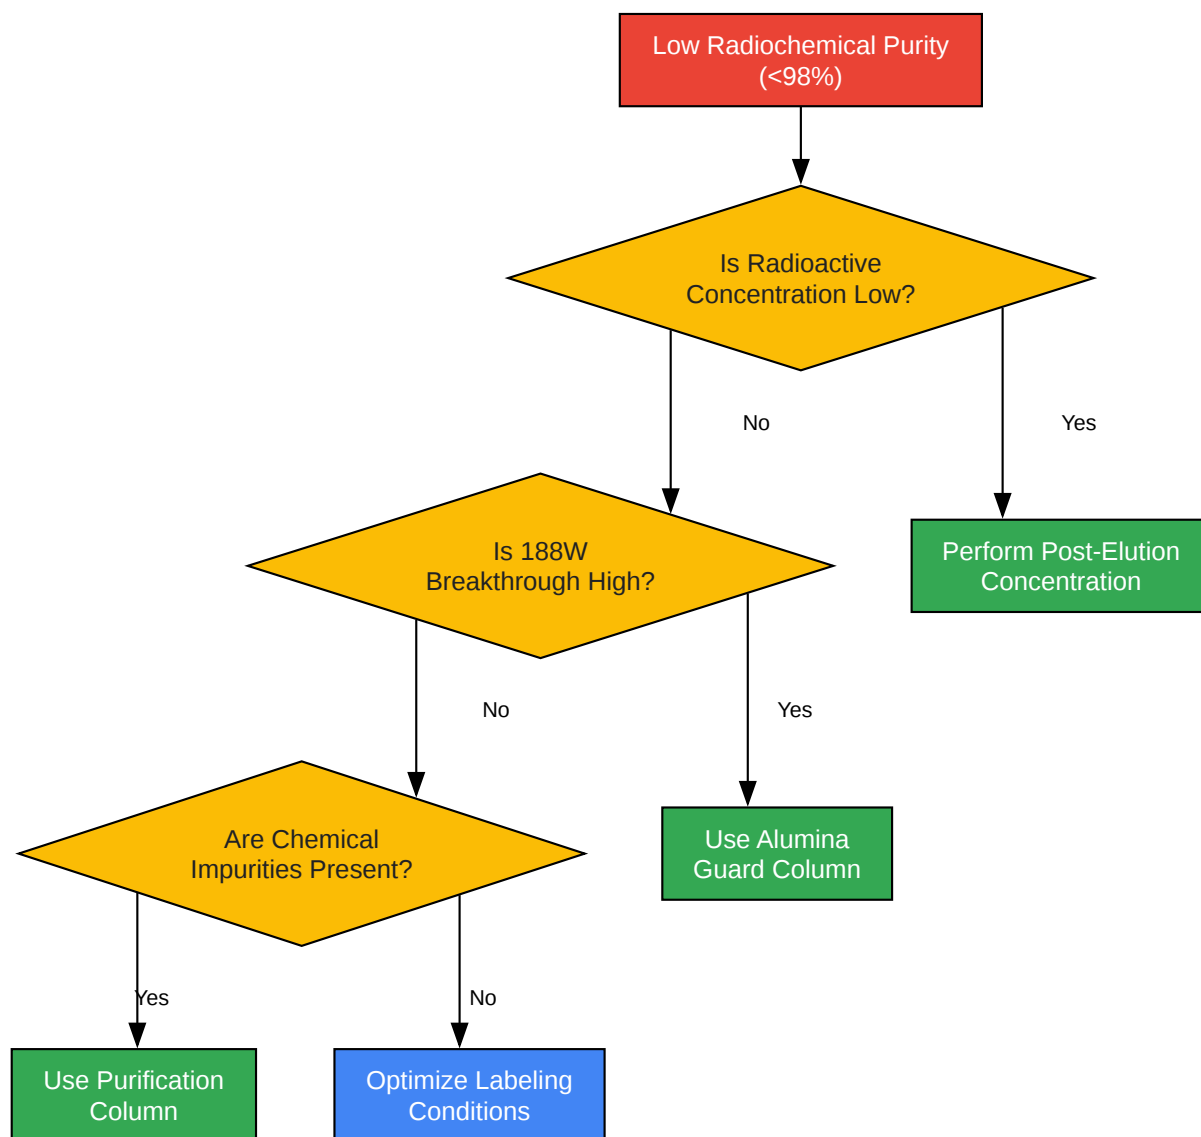 Low Radiochemical Purity
(<98%)
Is Radioactive
Concentration Low?
No
Yes
Is 188W
Breakthrough High?
Perform Post-Elution
Concentration
No
Yes
Are Chemical
Impurities Present?
Use Alumina
Guard Column
Yes
No
Use Purification
Column
Optimize Labeling
Conditions